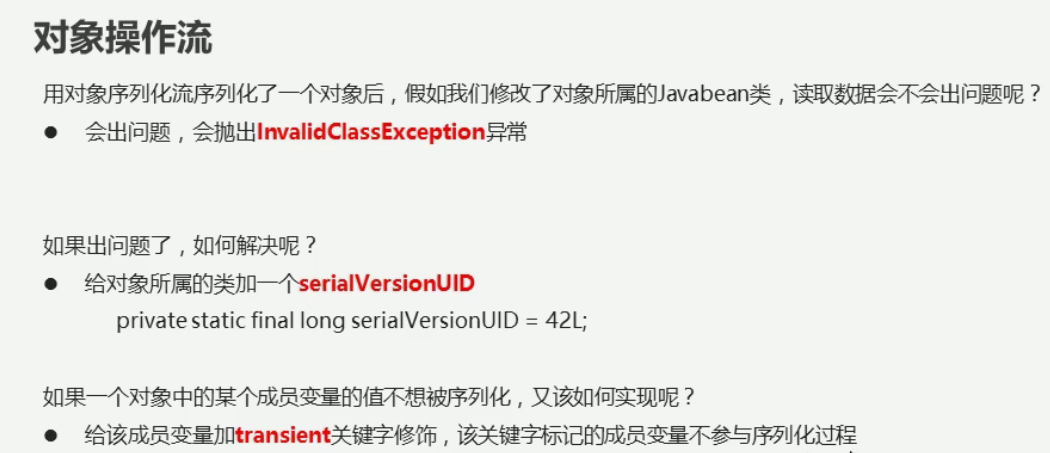 对象操作流
用对象序列化流序列化了一个对象后，假如我们修改了对象所属的Javabean类，读取数据会不会出问题呢？
● 会出问题，会抛出InvalidClassException异常
如果出问题了，如何解决呢？
● 给对象所属的类加一个serialVersionUID
private static final long serialVersionUID = 42L;
如果一个对象中的某个成员变量的值不想被序列化，又该如何实现呢？
● 给该成员变量加transient关键字修饰，该关键字标记的成员变量不参与序列化过程